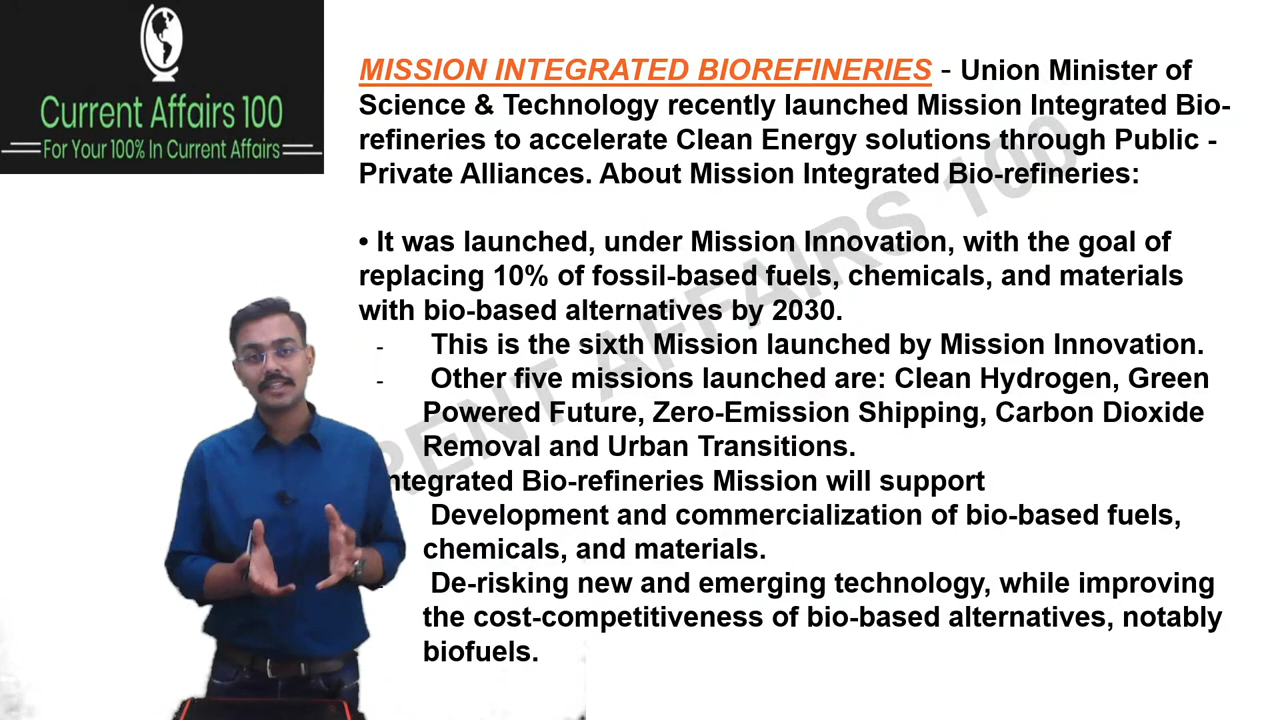 Current Affairs 100
For Your 100% In Current Affairs
MISSION INTEGRATED BIOREFINERIES - Union Minister of
Science & Technology recently launched Mission Integrated Bio-
refineries to accelerate Clean Energy solutions through Public -
Private Alliances. About Mission Integrated Bio-refineries:
• It was launched, under Mission Innovation, with the goal of
replacing 10% of fossil-based fuels, chemicals, and materials
with bio-based alternatives by 2030.
- This is the sixth Mission launched by Mission Innovation.
- Other five missions launched are: Clean Hydrogen, Green
Powered Future, Zero-Emission Shipping, Carbon Dioxide
Removal and Urban Transitions.
ntegrated Bio-refineries Mission will support
Development and commercialization of bio-based fuels,
chemicals, and materials.
De-risking new and emerging technology, while improving
the cost-competitiveness of bio-based alternatives, notably
biofuels.
RENT AFFAIRS 100